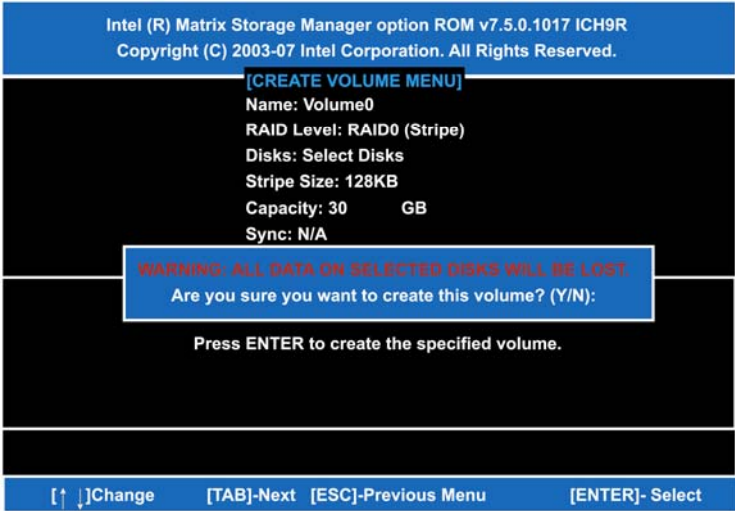 Intel (R) Matrix Storage Manager option ROM v7.5.0.1017 ICH9R
Copyright (C) 2003-07 Intel Corporation. All Rights Reserved.
[CREATE VOLUME MENU]
Name: Volume0
RAID Level: RAID0 (Stripe)
Disks: Select Disks
Stripe Size: 128KB
Capacity: 30 GB
Sync: N/A
WARNING: ALL DATA ON SELECTED DISKS WILL BE LOST.
Are you sure you want to create this volume? (Y/N):
Press ENTER to create the specified volume.
[↑ ↓]Change [TAB]-Next [ESC]-Previous Menu [ENTER]- Select